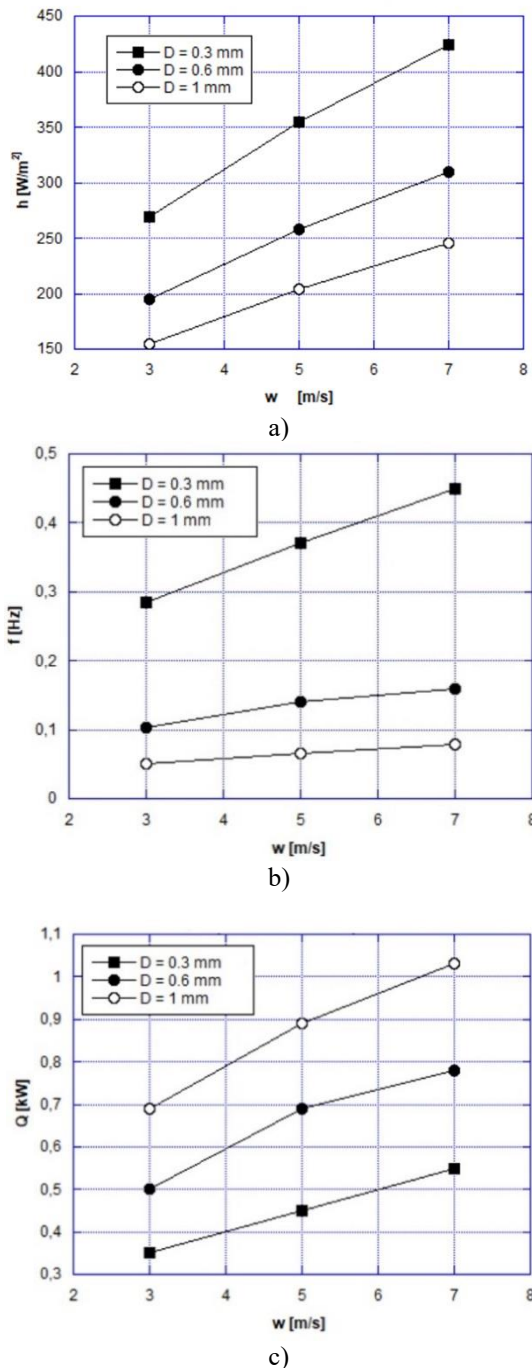 450
400
350
300
250
200
150
h [W/m²]
D = 0.3 mm
D = 0.6 mm
D = 1 mm
2 3 4 5 6 7 8
w [m/s]
a)
0,5
0,4
0,3
0,2
0,1
0
f [Hz]
D = 0.3 mm
D = 0.6 mm
D = 1 mm
2 3 4 5 6 7 8
w [m/s]
b)
1,1
1
0,9
0,8
0,7
0,6
0,5
0,4
0,3
Q [kW]
D = 0.3 mm
D = 0.6 mm
D = 1 mm
2 3 4 5 6 7 8
w [m/s]
c)